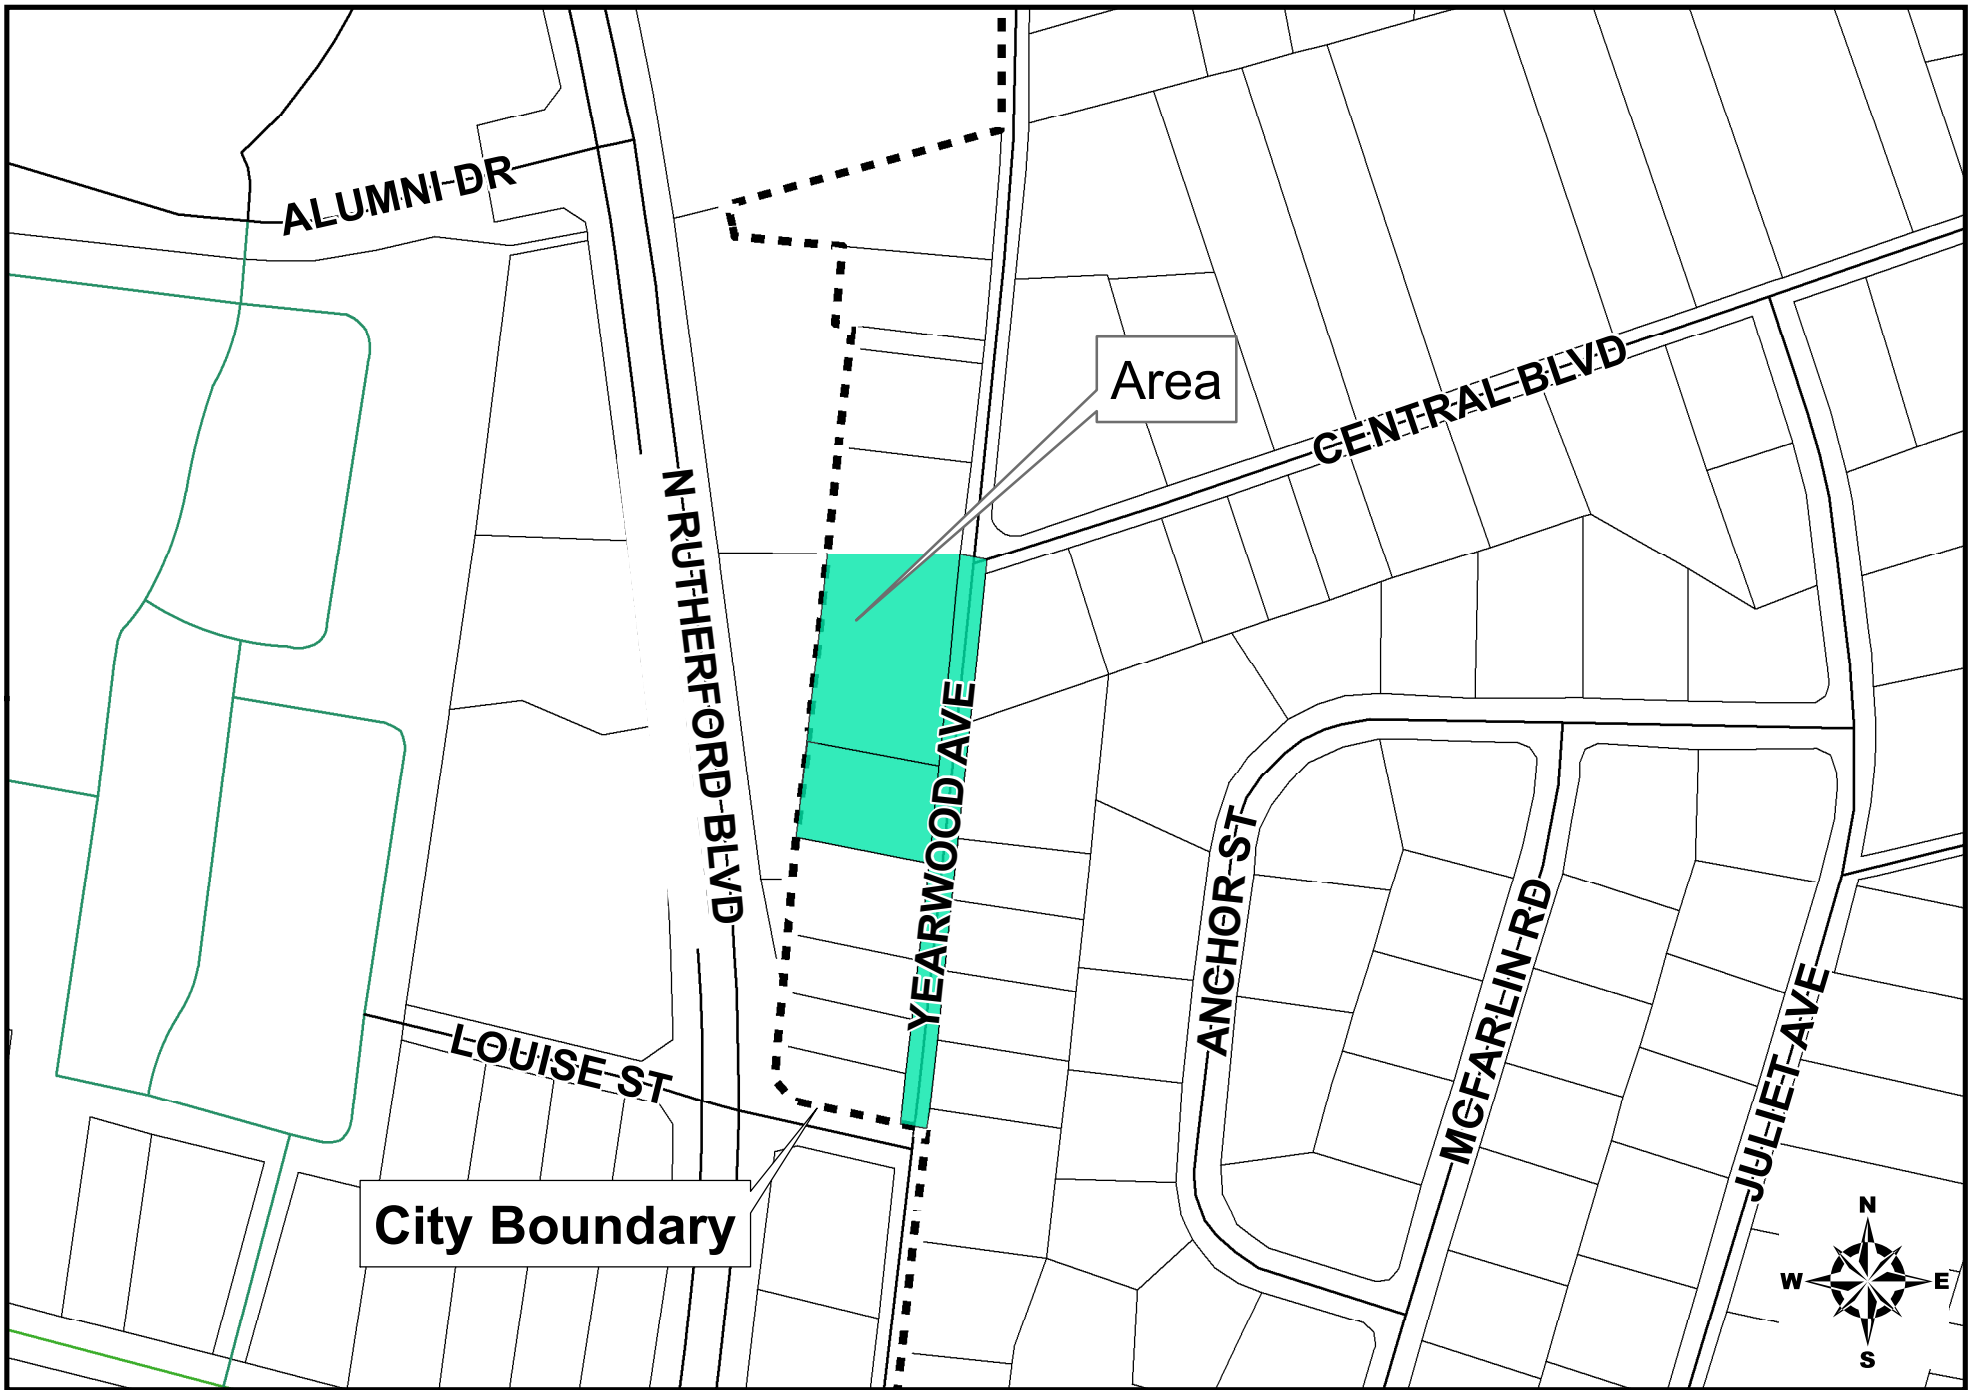 ALUMNI DR
Area
CENTRAL BLVD
N RUTHERFORD BLVD
YEARWOOD AVE
ANCHOR ST
MCFARLIN RD
JULIET AVE
LOUISE ST
City Boundary
N
W E
S